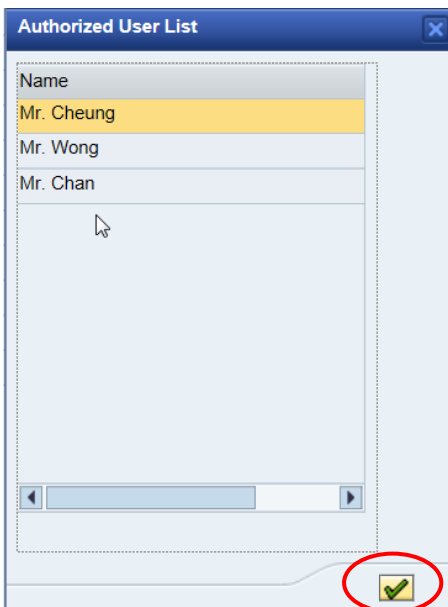 Authorized User List
Name
Mr. Cheung
Mr. Wong
Mr. Chan